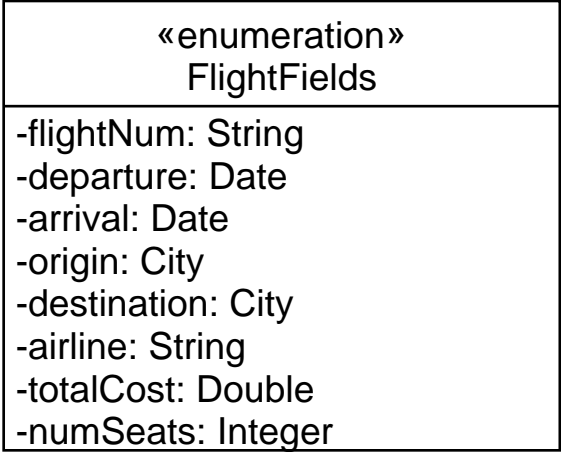 «enumeration»
FlightFields
-flightNum: String
-departure: Date
-arrival: Date
-origin: City
-destination: City
-airline: String
-totalCost: Double
-numSeats: Integer